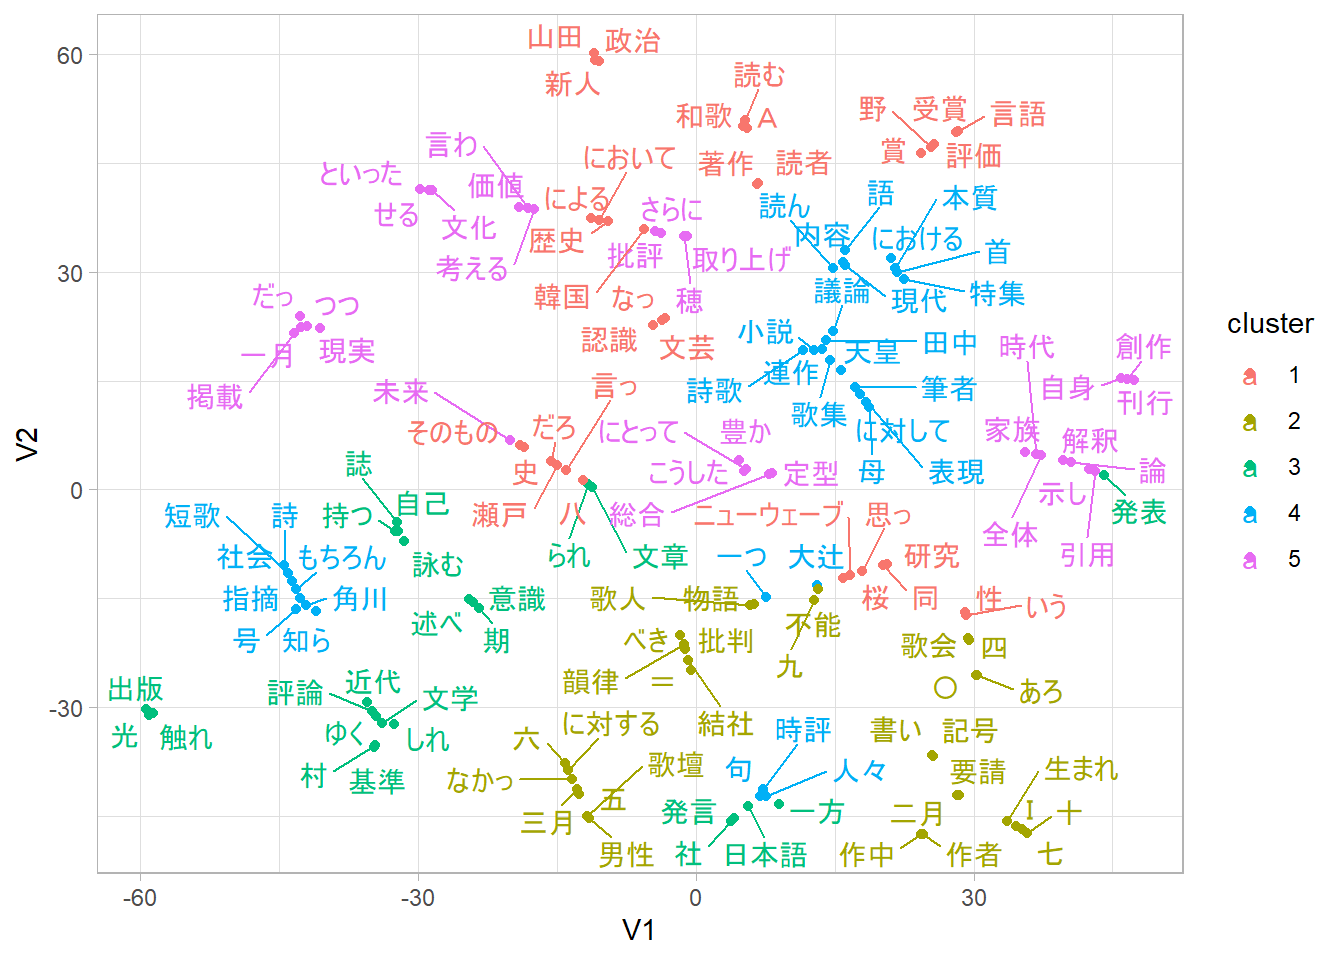 60
30
0
-30
V2
-60
-30
0
30
V1
cluster
a 1
a 2
a 3
a 4
a 5
山田 政治
新人
読む
和歌 A
野 受賞 言語
賞 評価
著作 読者
言わ
において
といった
価値
による
せる 文化
歴史
さらに
考える
批評 取り上げ
読ん
語
本質
内容 における
首
議論 現代 特集
韓国 なっ 穂
だっ つつ
一月 現実
掲載
認識 文芸
小説
田中
天皇
連作
詩歌
歌集
筆者
に対して
母 表現
時代 創作
自身
刊行
家族 解釈
論
示し 発表
全体 引用
未来
言っ
そのもの だろ
史
瀬戸 八
にとって 豊か
こうした 定型
総合
ニューウェーブ 思っ
誌
自己
持つ
詠む
られ 文章
短歌 詩
社会 もちろん
指摘 角川
号 知ら
意識
述べ 期
一つ 大辻
研究
桜 同 性 いう
歌人 物語
不能
九
べき 批判
韻律 =
結社
歌会 四
〇 あろ
出版
光 触れ
近代
評論 文学
ゆく しれ
村 基準
六 に対する
なかっ 歌壇
五
三月
男性
時評
句 人々
発言 一方
社 日本語
書い 記号
要請 生まれ
二月 I 十
作中 作者 七